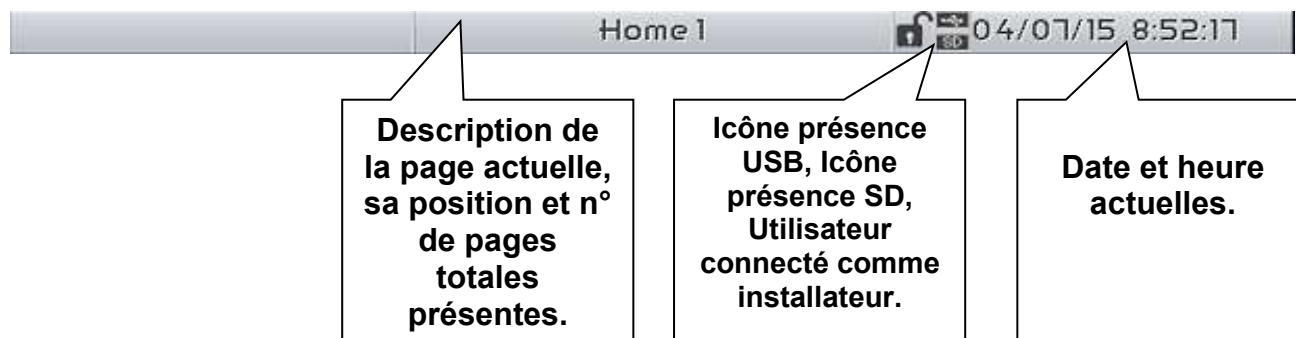 Home 1
SD
04/07/15 8:52:17
Description de
la page actuelle,
sa position et n°
de pages
totales
présentes.
Icône présence
USB, Icône
présence SD,
Utilisateur
connecté comme
installateur.
Date et heure
actuelles.